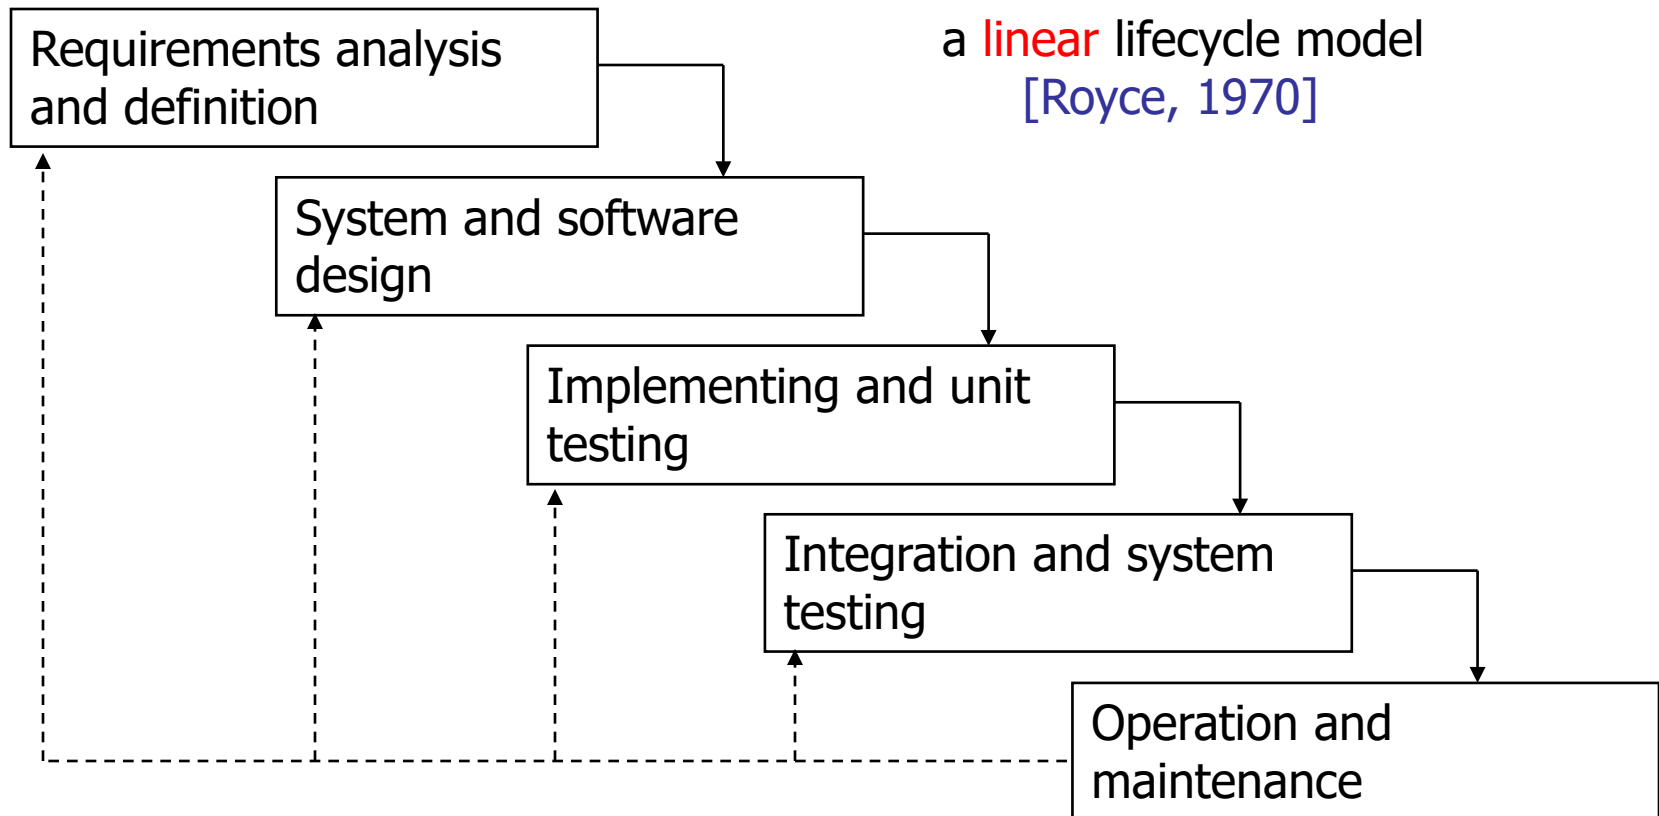 Requirements analysis
and definition
a linear lifecycle model
[Royce, 1970]
System and software
design
Implementing and unit
testing
Integration and system
testing
Operation and
maintenance